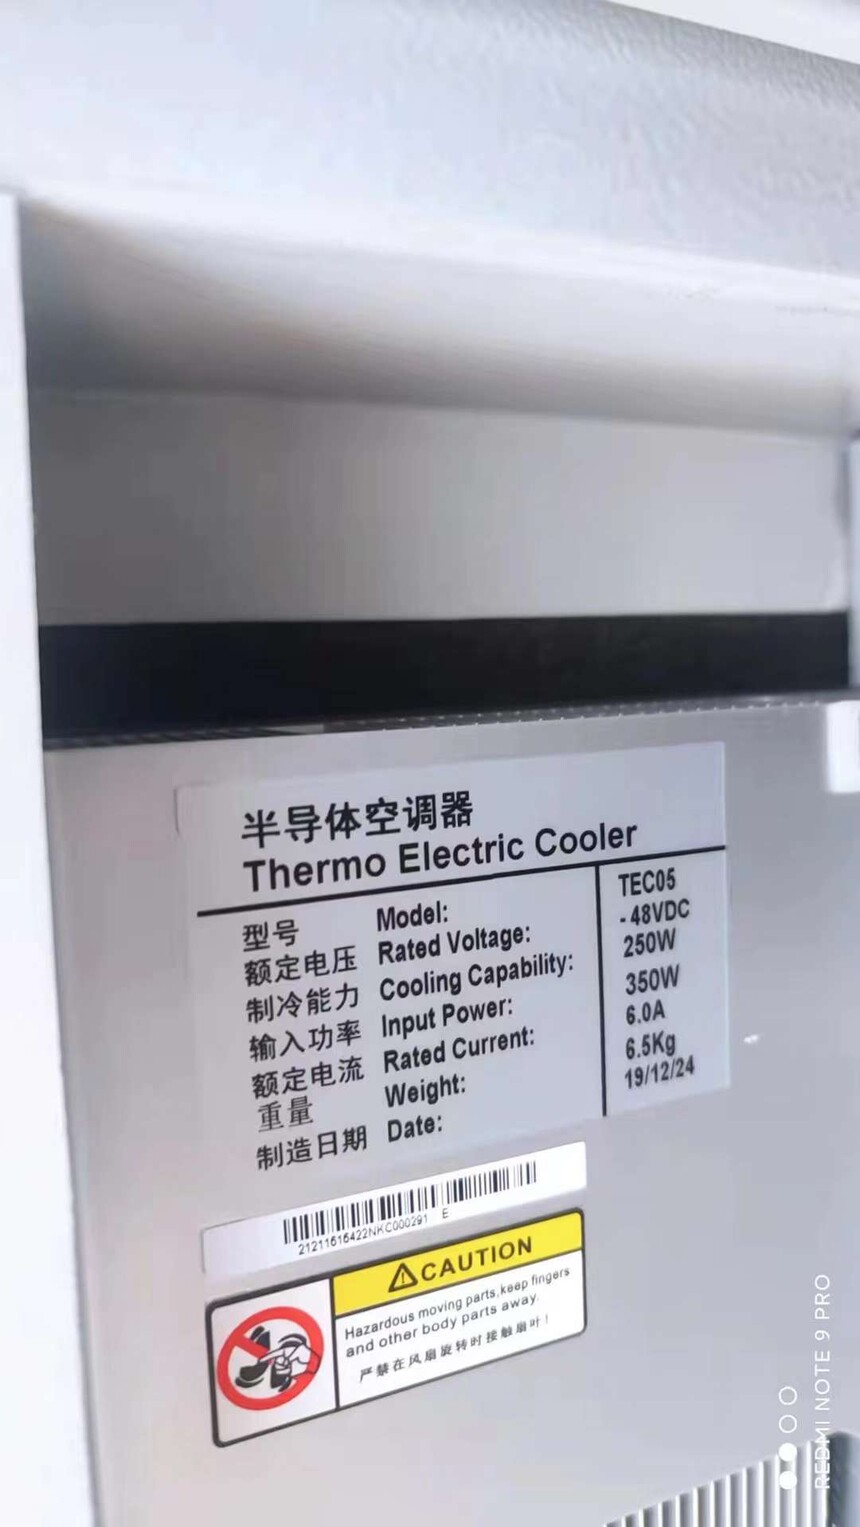 半导体空调器
Thermo Electric Cooler
型号 Model: TEC05
额定电压 Rated Voltage: - 48VDC
制冷能力 Cooling Capability: 250W
输入功率 Input Power: 350W
额定电流 Rated Current: 6.0A
重量 Weight: 6.5Kg
制造日期 Date: 19/12/24
21211616422NKC000291 E
CAUTION
Hazardous moving parts,keep fingers
and other body parts away.
严禁在风扇旋转时接触扇叶!
REDMI NOTE 9 PRO